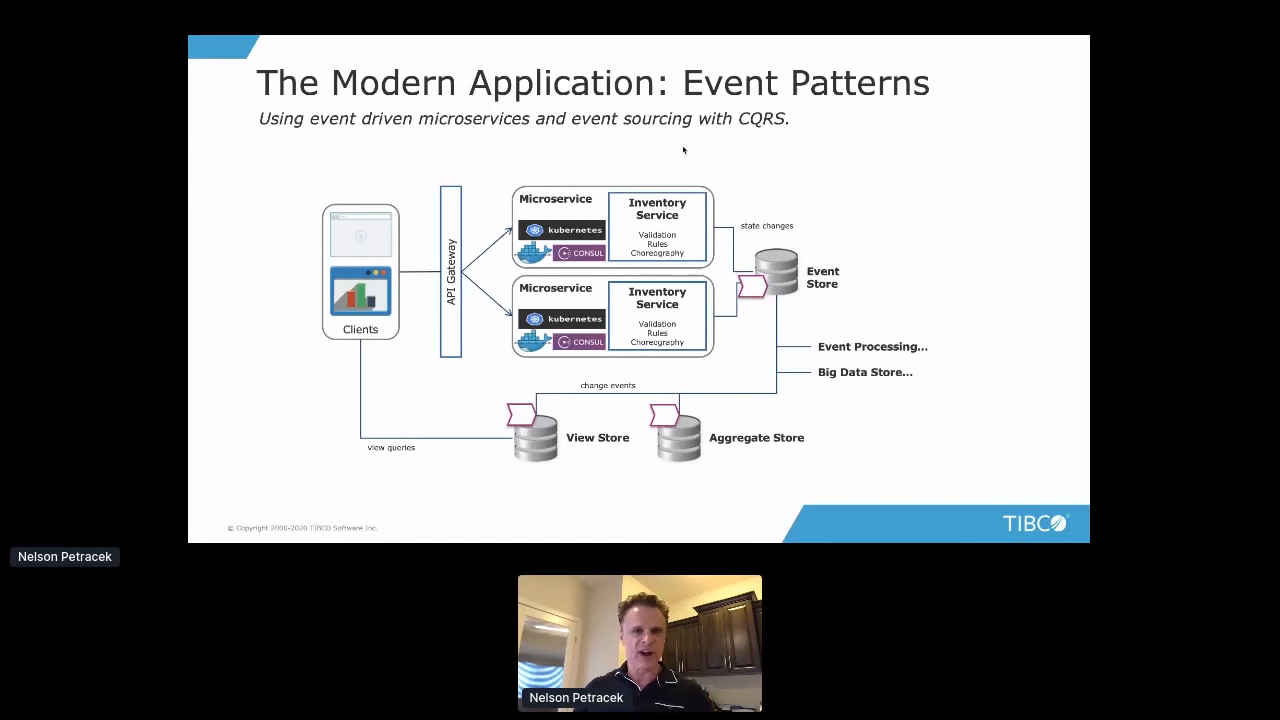 The Modern Application: Event Patterns
Using event driven microservices and event sourcing with CQRS.
Clients
API Gateway
Microservice
kubernetes
CONSUL
Inventory
Service
Validation
Rules
Choreography
Microservice
kubernetes
CONSUL
Inventory
Service
Validation
Rules
Choreography
state changes
Event
Store
Event Processing...
Big Data Store...
change events
View Store
Aggregate Store
view queries
© Copyright 2000-2020 TIBCO Software Inc.
TIBCO®
Nelson Petracek
Nelson Petracek